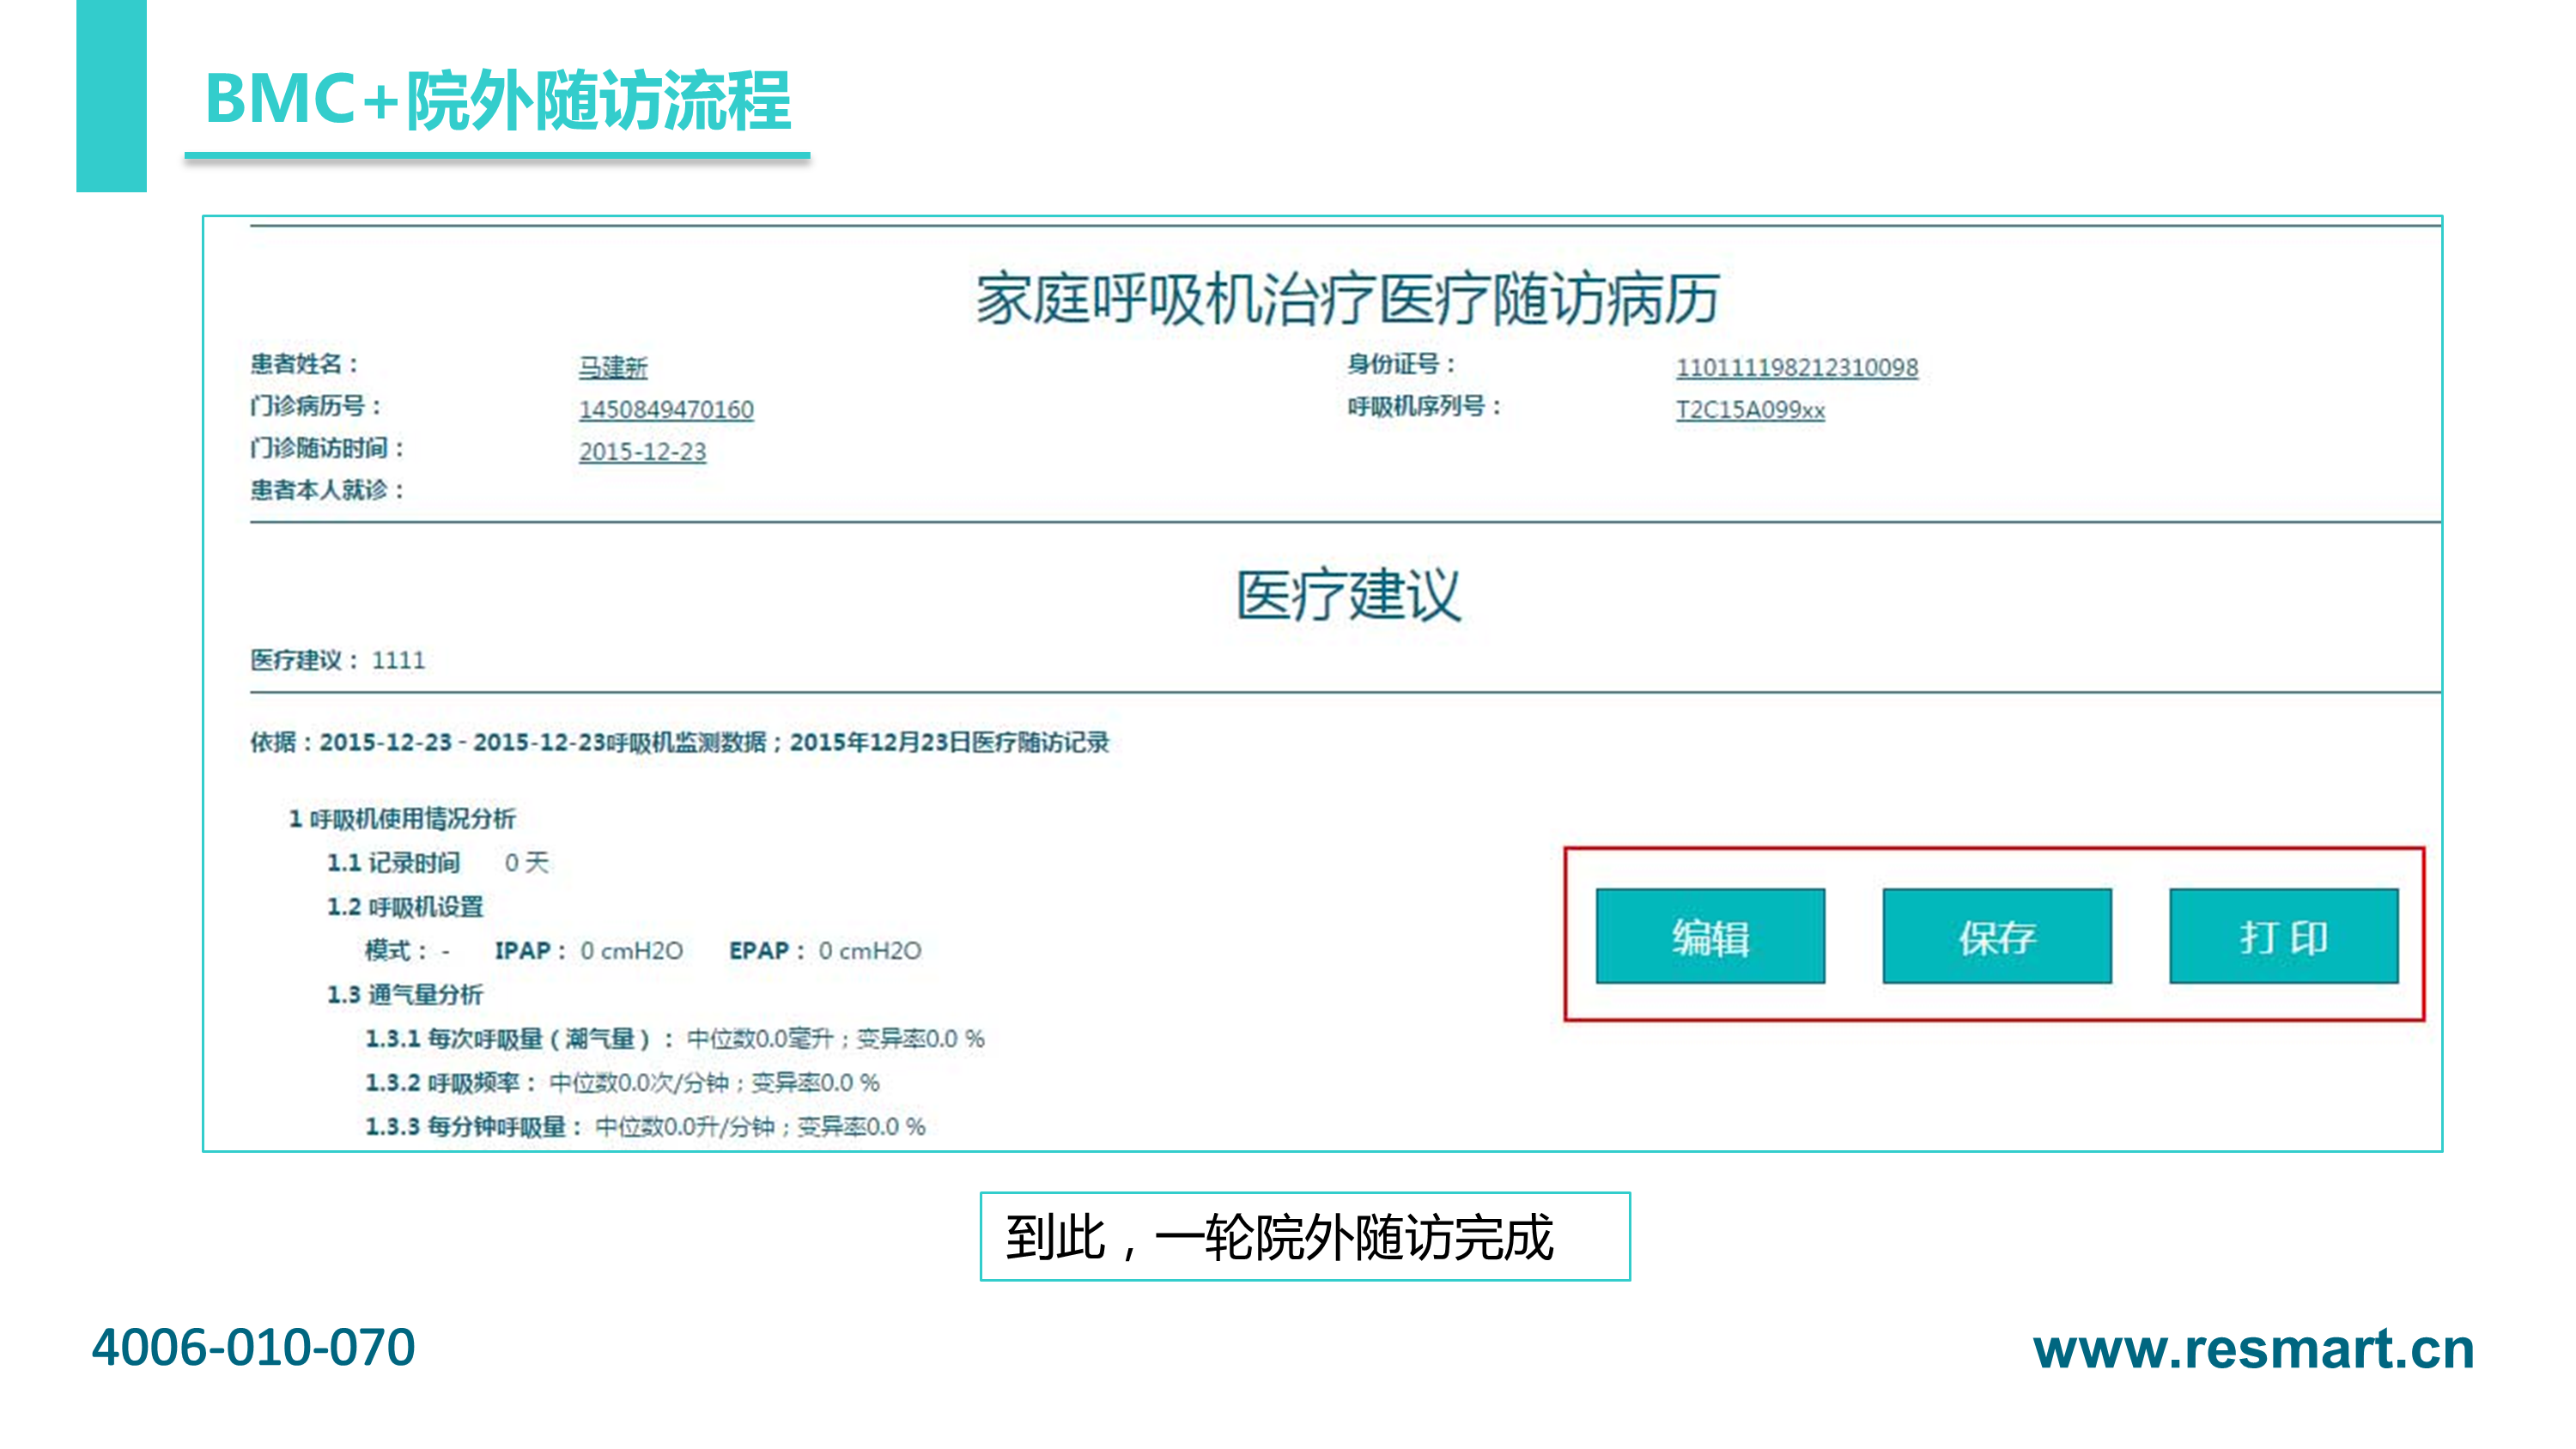 BMC+院外随访流程
家庭呼吸机治疗医疗随访病历
患者姓名： 马建新 身份证号： 110111198212310098
门诊病历号： 1450849470160 呼吸机序列号： T2C15A099xx
门诊随访时间： 2015-12-23
患者本人就诊：
医疗建议
医疗建议： 1111
依据：2015-12-23 - 2015-12-23呼吸机监测数据；2015年12月23日医疗随访记录
1 呼吸机使用情况分析
1.1 记录时间 0 天
1.2 呼吸机设置
模式： - IPAP： 0 cmH2O EPAP： 0 cmH2O
1.3 通气量分析
1.3.1 每次呼吸量（潮气量）： 中位数0.0毫升；变异率0.0 %
1.3.2 呼吸频率： 中位数0.0次/分钟；变异率0.0 %
1.3.3 每分钟呼吸量： 中位数0.0升/分钟；变异率0.0 %
编辑 保存 打 印
到此，一轮院外随访完成
4006-010-070 www.resmart.cn